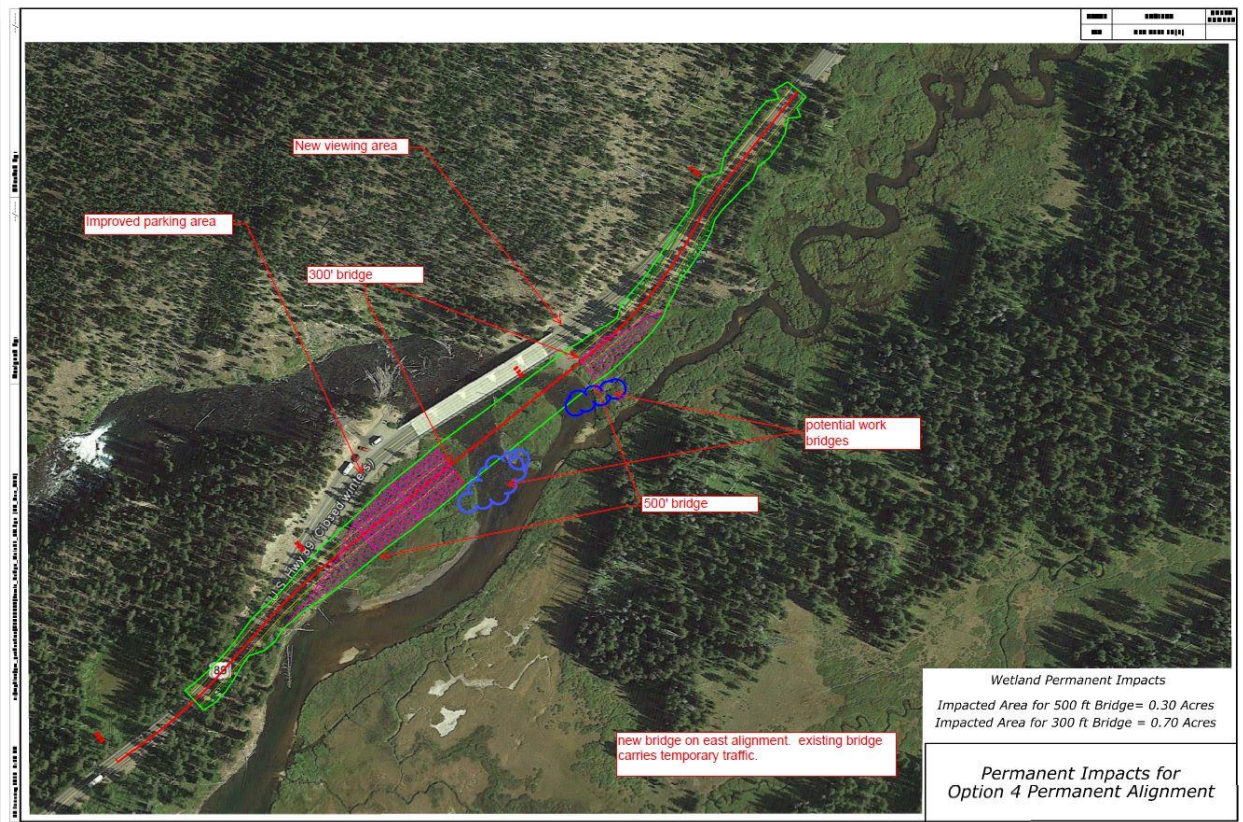 New viewing area
Improved parking area
300' bridge
potential work
bridges
500' bridge
U.S. Hwy 89 (Closed winters)
89
new bridge on east alignment.  existing bridge
carries temporary traffic.
Wetland Permanent Impacts
Impacted Area for 500 ft Bridge= 0.30 Acres
Impacted Area for 300 ft Bridge = 0.70 Acres
Permanent Impacts for
Option 4 Permanent Alignment